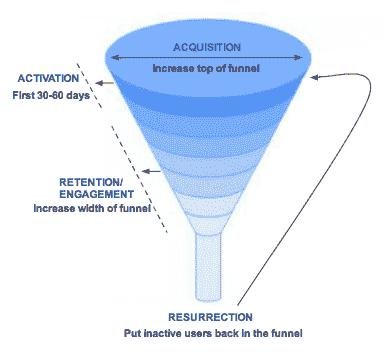 ACQUISITION
Increase top of funnel
ACTIVATION
First 30-60 days
RETENTION/
ENGAGEMENT
Increase width of funnel
RESURRECTION
Put inactive users back in the funnel